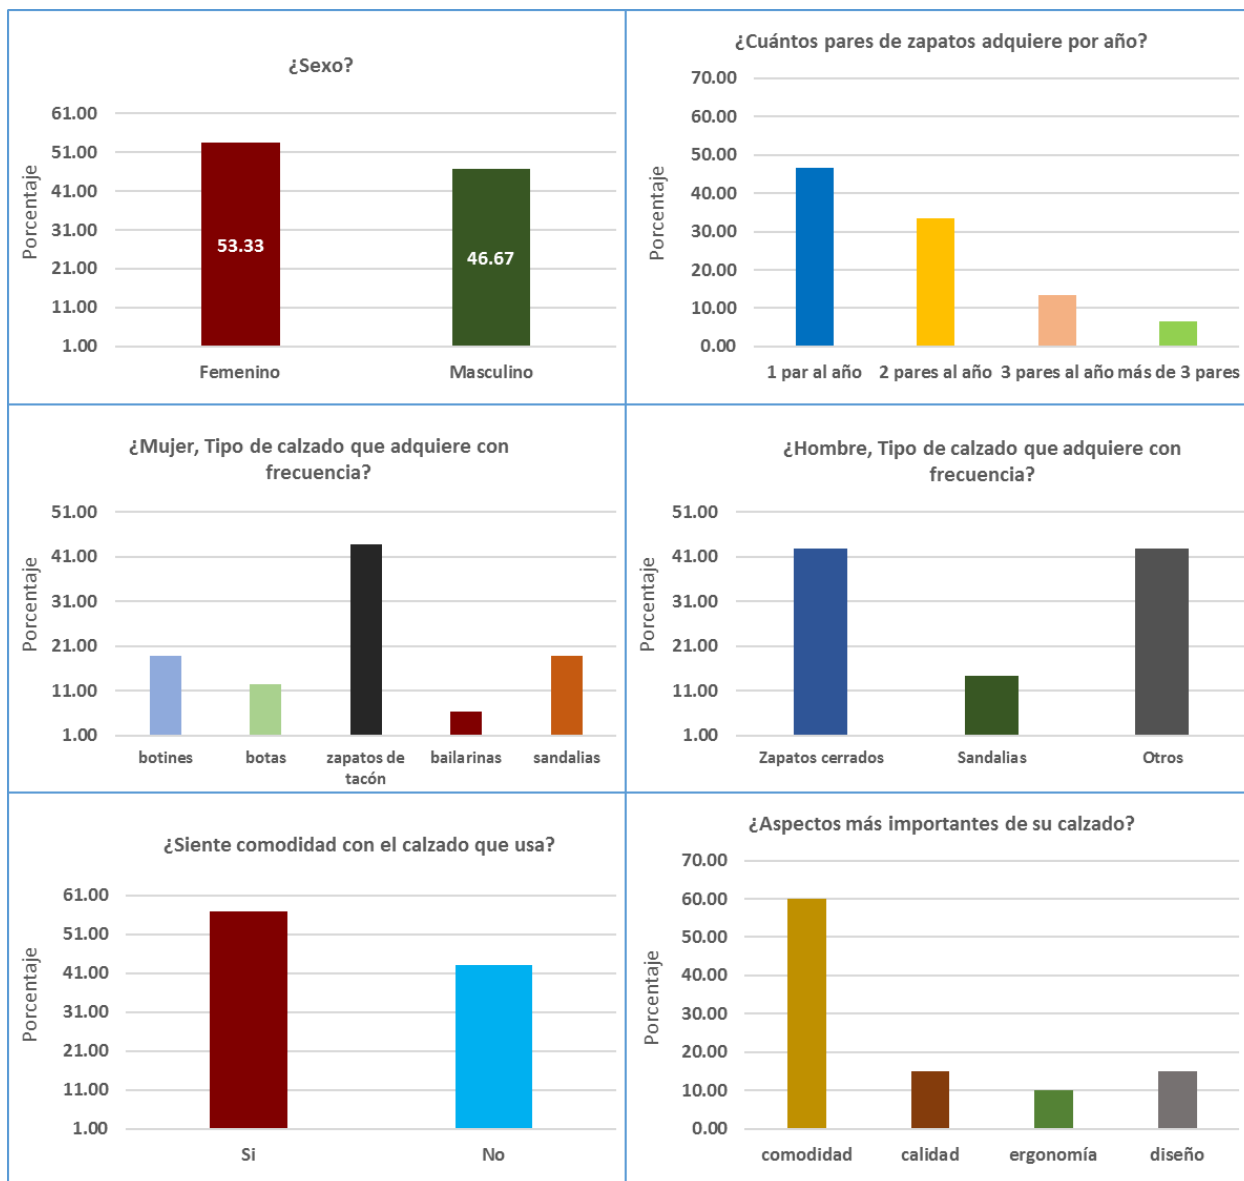 ¿Sexo?
Porcentaje
61.00
51.00
41.00
31.00
21.00
11.00
1.00
53.33
46.67
Femenino
Masculino
¿Cuántos pares de zapatos adquiere por año?
Porcentaje
70.00
60.00
50.00
40.00
30.00
20.00
10.00
0.00
1 par al año
2 pares al año
3 pares al año
más de 3 pares
¿Mujer, Tipo de calzado que adquiere con
frecuencia?
Porcentaje
51.00
41.00
31.00
21.00
11.00
1.00
botines
botas
zapatos de
tacón
bailarinas
sandalias
¿Hombre, Tipo de calzado que adquiere con
frecuencia?
Porcentaje
51.00
41.00
31.00
21.00
11.00
1.00
Zapatos cerrados
Sandalias
Otros
¿Siente comodidad con el calzado que usa?
Porcentaje
61.00
51.00
41.00
31.00
21.00
11.00
1.00
Si
No
¿Aspectos más importantes de su calzado?
Porcentaje
70.00
60.00
50.00
40.00
30.00
20.00
10.00
0.00
comodidad
calidad
ergonomía
diseño